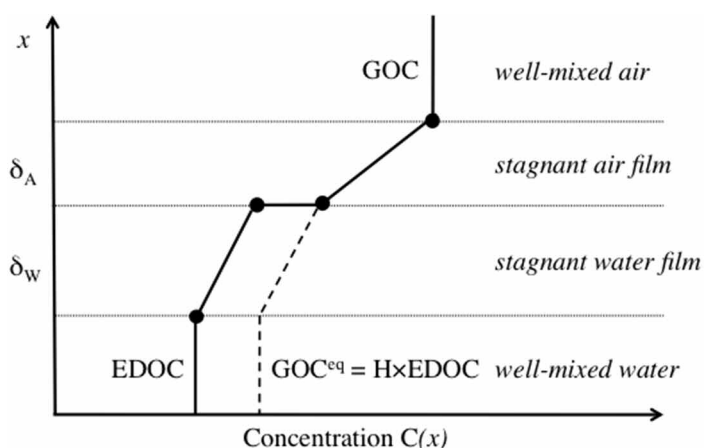 x
GOC well-mixed air
δA stagnant air film
δW stagnant water film
EDOC GOCᵉq = H×EDOC well-mixed water
Concentration C(x)